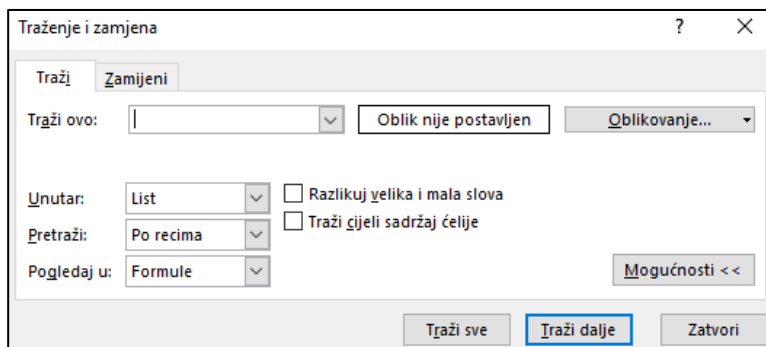 Traženje i zamjena ?
Traži Zamijeni
Traži ovo: Oblik nije postavljen Oblikovanje...
Unutar: List Razlikuj velika i mala slova
Pretraži: Po recima Traži cijeli sadržaj ćelije
Pogledaj u: Formule Mogućnosti <<
Traži sve Traži dalje Zatvori